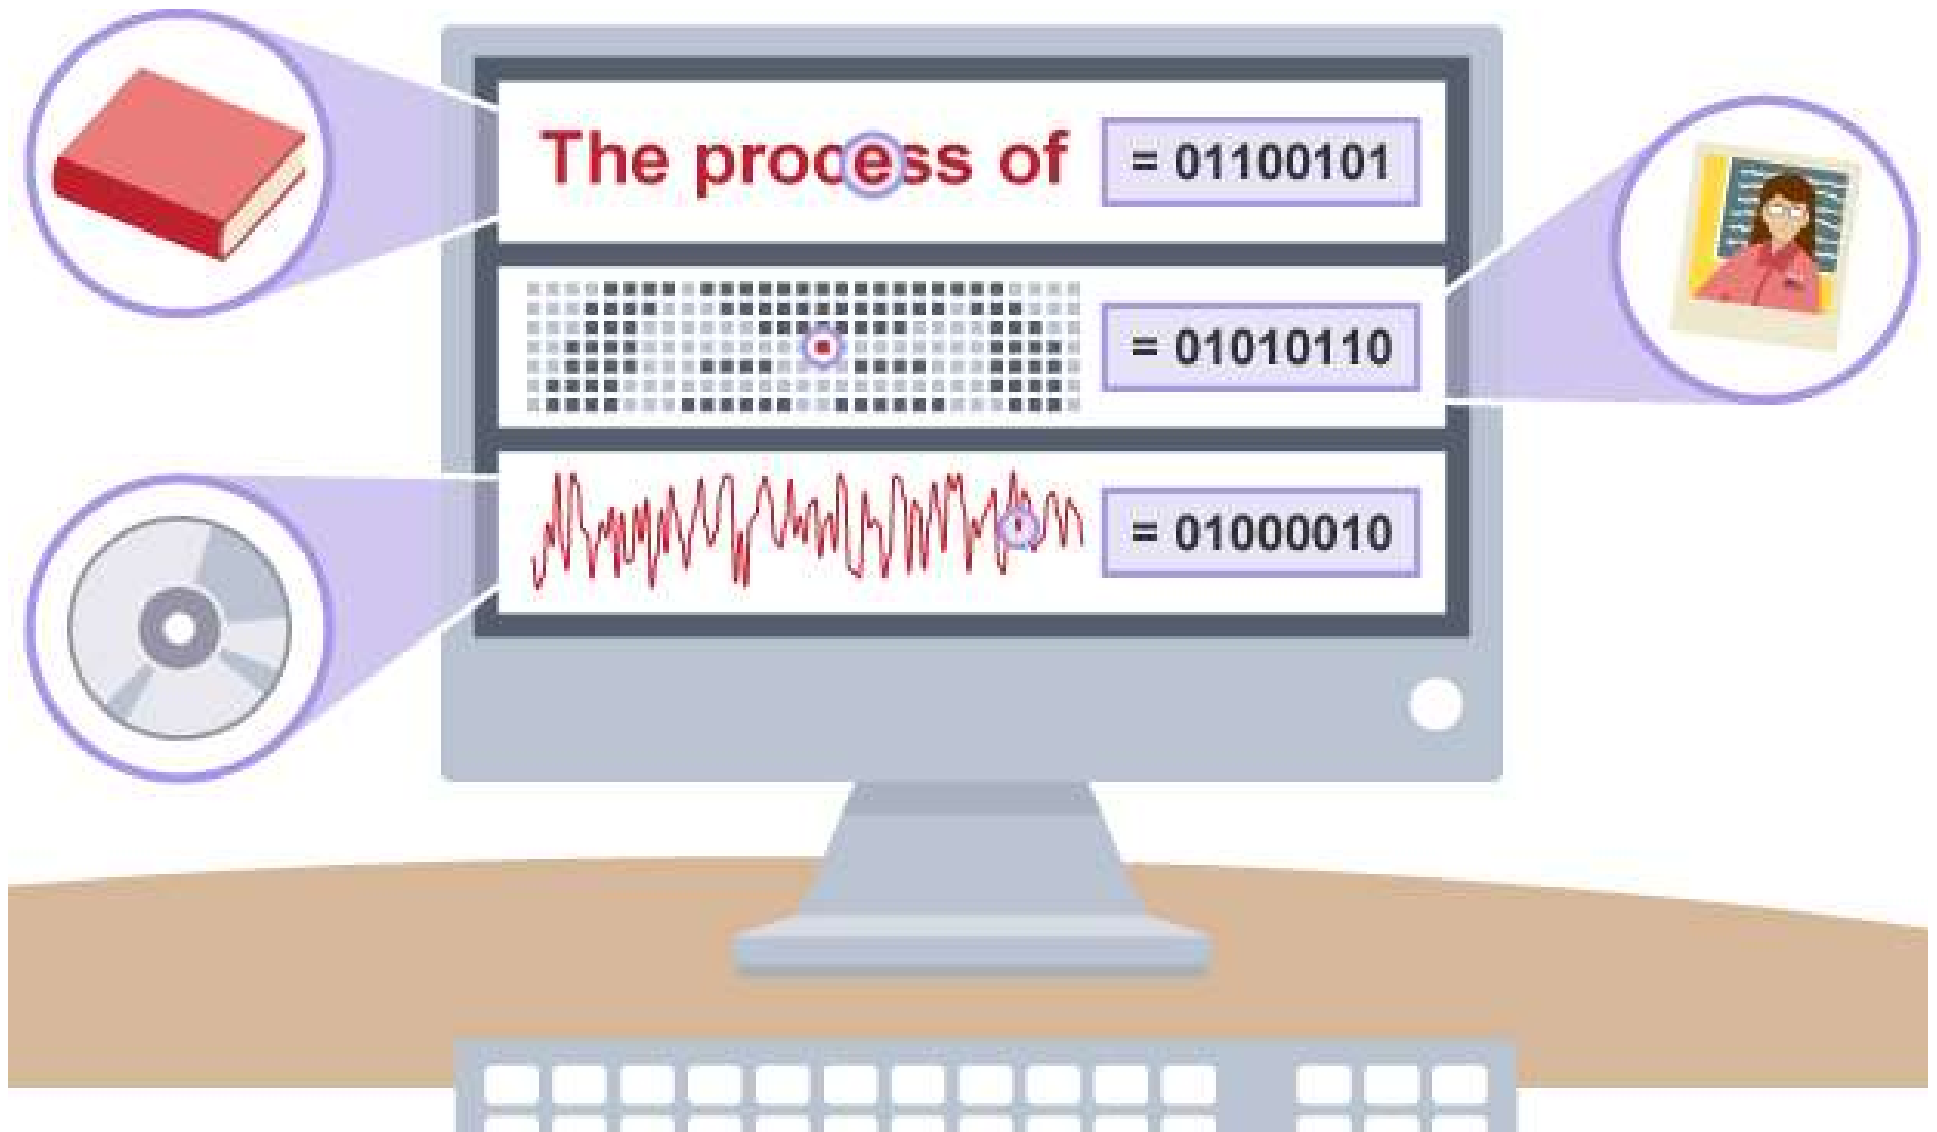 The process of = 01100101
= 01010110
= 01000010